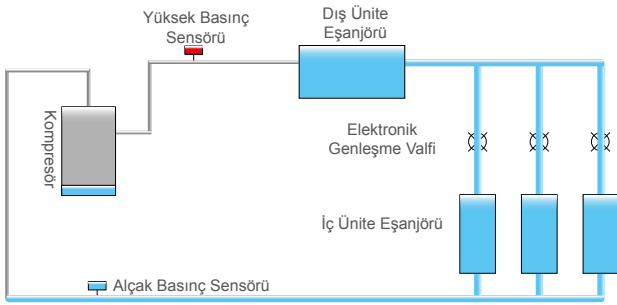 Yüksek Basınç
Sensörü
Dış Ünite
Eşanjörü
Kompresör
Elektronik
Genleşme Valfi
İç Ünite Eşanjörü
Alçak Basınç Sensörü